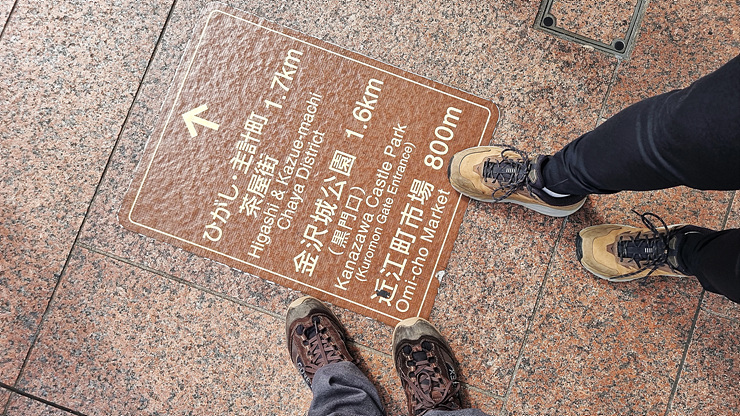 ひがし・主計町 1.7km
茶屋街
Higashi & Kazue-machi
Chaya District
金沢城公園 1.6km
（黒門口）
Kanazawa Castle Park
(Kuromon Gate Entrance)
近江町市場 800m
Omi-cho Market